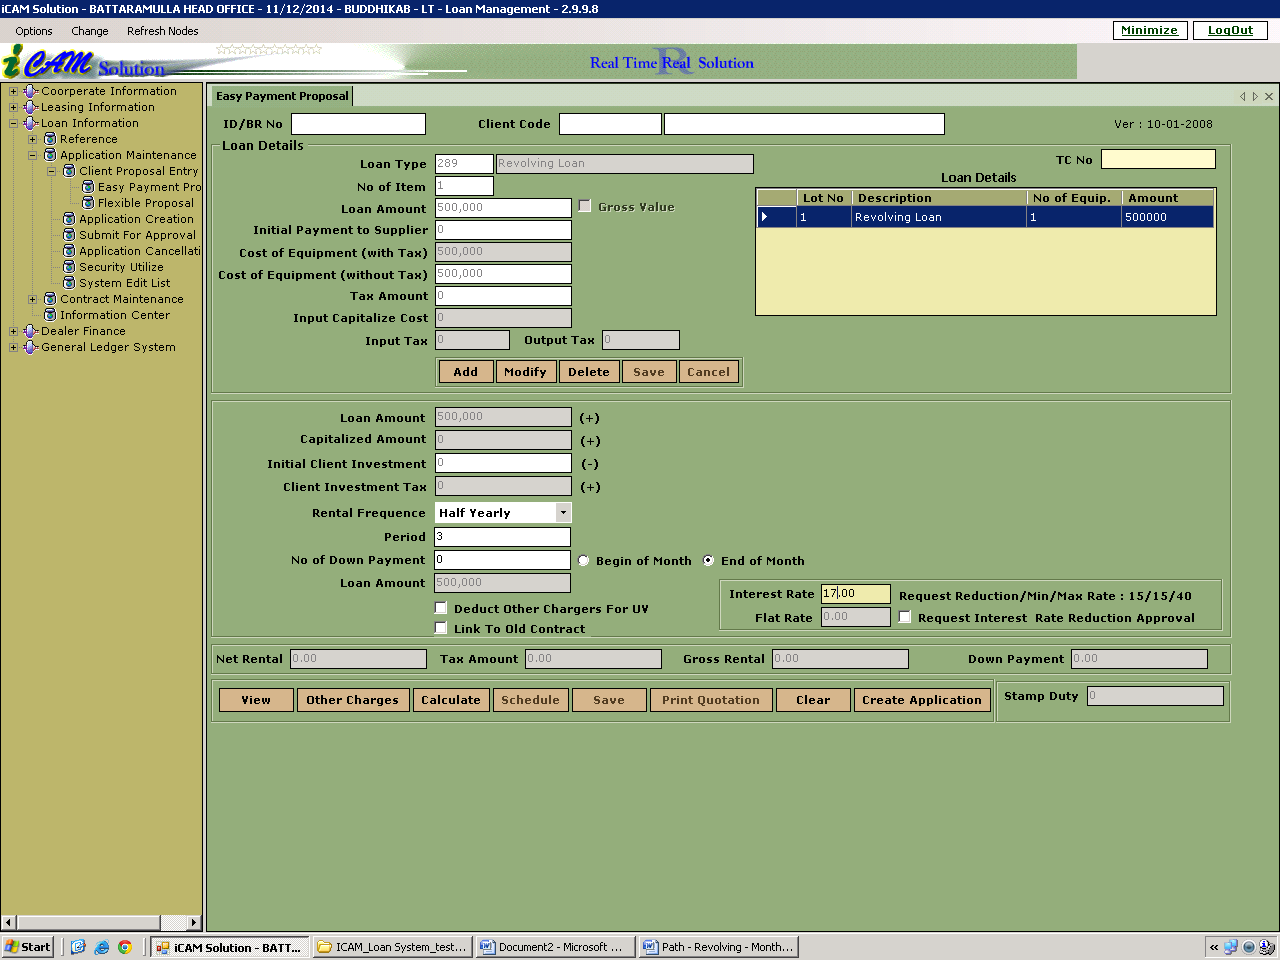 iCAM Solution - BATTARAMULLA HEAD OFFICE - 11/12/2014 - BUDDHIKAB - LT - Loan Management - 2.9.9.8
Options Change Refresh Nodes Minimize LogOut
iCAM Solution Real Time Real Solution
Coorperate Information
Leasing Information
Loan Information
Reference
Application Maintenance
Client Proposal Entry
Easy Payment Pro
Flexible Proposal
Application Creation
Submit For Approval
Application Cancellati
Security Utilize
System Edit List
Contract Maintenance
Information Center
Dealer Finance
General Ledger System
Easy Payment Proposal
ID/BR No Client Code Ver : 10-01-2008
Loan Details
Loan Type 289 Revolving Loan TC No
No of Item 1
Loan Amount 500,000 Gross Value
Initial Payment to Supplier 0
Cost of Equipment (with Tax) 500,000
Cost of Equipment (without Tax) 500,000
Tax Amount 0
Input Capitalize Cost 0
Input Tax 0 Output Tax 0
Loan Details
Lot No Description No of Equip. Amount
1 Revolving Loan 1 500000
Add Modify Delete Save Cancel
Loan Amount 500,000 (+)
Capitalized Amount 0 (+)
Initial Client Investment 0 (-)
Client Investment Tax 0 (+)
Rental Frequence Half Yearly
Period 3
No of Down Payment 0 Begin of Month End of Month
Loan Amount 500,000
Deduct Other Chargers For UV
Link To Old Contract
Interest Rate 17.00 Request Reduction/Min/Max Rate : 15/15/40
Flat Rate 0.00 Request Interest Rate Reduction Approval
Net Rental 0.00 Tax Amount 0.00 Gross Rental 0.00 Down Payment 0.00
View Other Charges Calculate Schedule Save Print Quotation Clear Create Application Stamp Duty 0
Start iCAM Solution - BATT... ICAM_Loan System_test... Document2 - Microsoft ... Path - Revolving - Month...